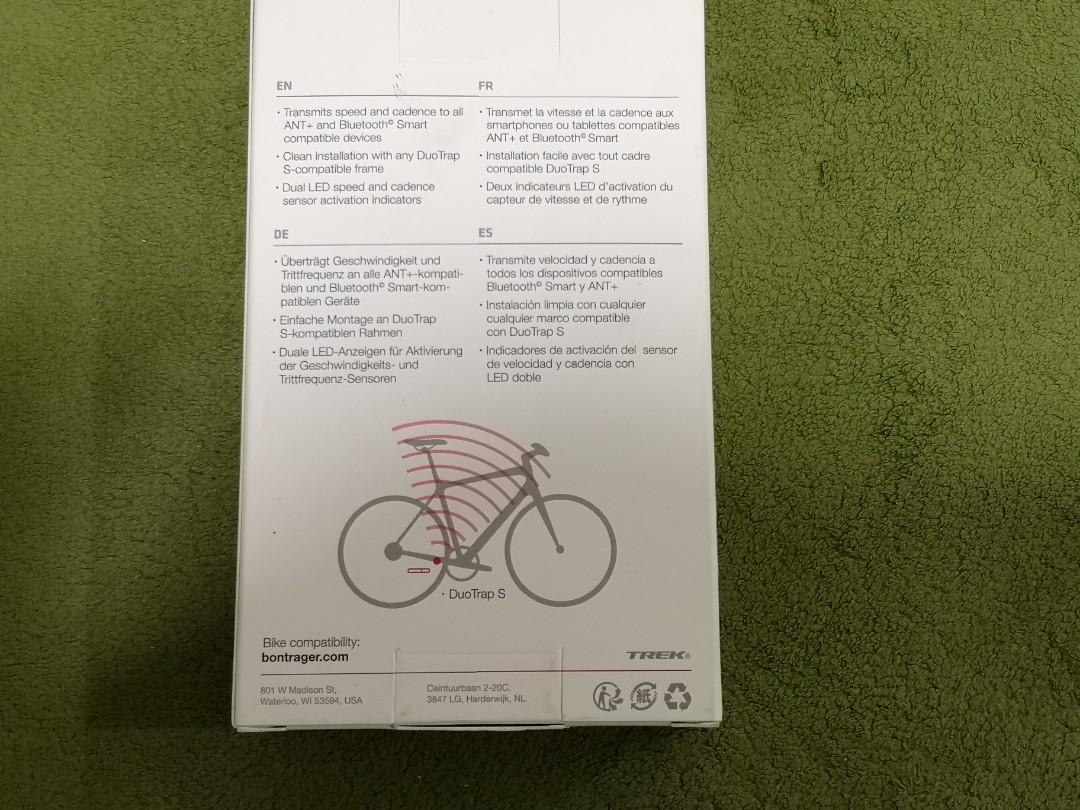 EN
· Transmits speed and cadence to all
ANT+ and Bluetooth® Smart
compatible devices
· Clean installation with any DuoTrap
S-compatible frame
· Dual LED speed and cadence
sensor activation indicators
FR
· Transmet la vitesse et la cadence aux
smartphones ou tablettes compatibles
ANT+ et Bluetooth® Smart
· Installation facile avec tout cadre
compatible DuoTrap S
· Deux indicateurs LED d'activation du
capteur de vitesse et de rythme
DE
· Überträgt Geschwindigkeit und
Trittfrequenz an alle ANT+-kompati-
blen und Bluetooth® Smart-kom-
patiblen Geräte
· Einfache Montage an DuoTrap
S-kompatiblen Rahmen
· Duale LED-Anzeigen für Aktivierung
der Geschwindigkeits- und
Trittfrequenz-Sensoren
ES
· Transmite velocidad y cadencia a
todos los dispositivos compatibles
Bluetooth® Smart y ANT+
· Instalación limpia con cualquier
cualquier marco compatible
con DuoTrap S
· Indicadores de activación del sensor
de velocidad y cadencia con
LED doble
· DuoTrap S
Bike compatibility:
bontrager.com
TREK®
801 W Madison St,
Waterloo, WI 53594, USA
Ceintuurbaan 2-20C,
3847 LG, Harderwijk, NL
紙